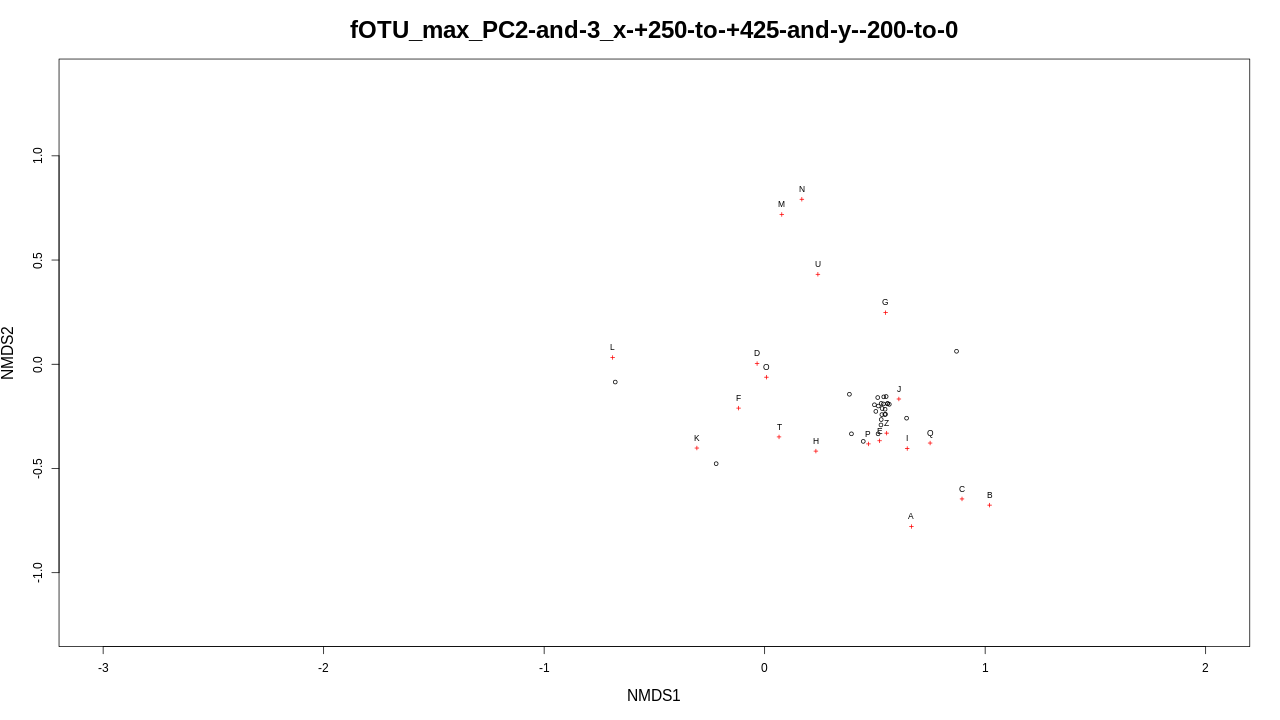 fOTU_max_PC2-and-3_x-+250-to-+425-and-y--200-to-0
NMDS2
1.0
0.5
0.0
-0.5
-1.0
N
M
U
G
L
D
O
J
F
Z
T
E
P
Q
K
H
I
C
B
A
-3
-2
-1
0
1
2
NMDS1